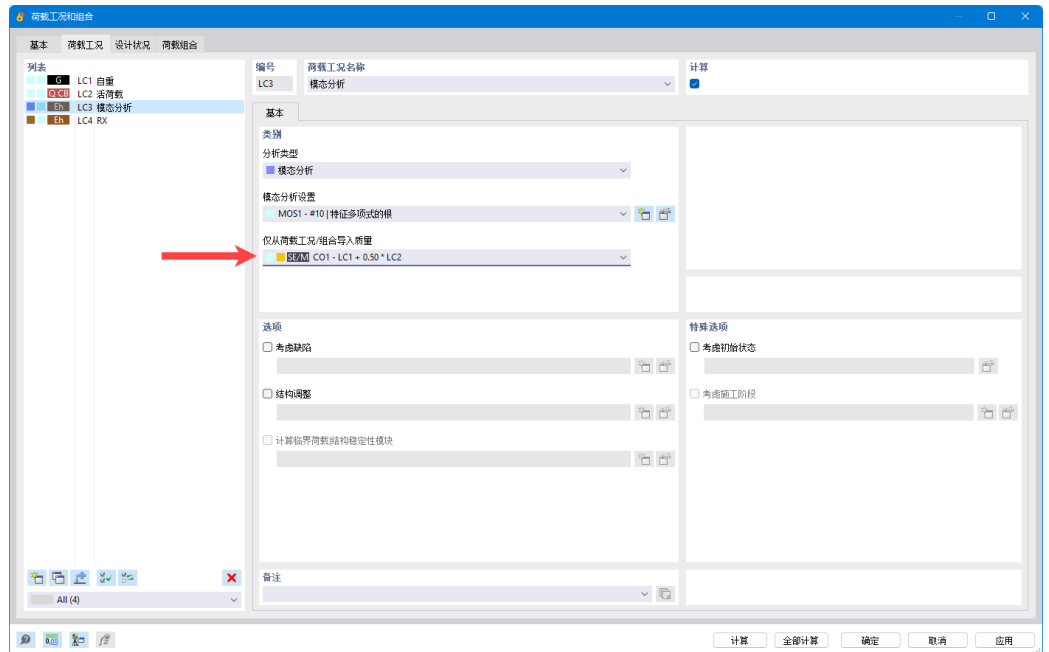 荷载工况和组合
基本 荷载工况 设计状况 荷载组合
列表
G LC1 自重
Q CB LC2 活荷载
Eh LC3 模态分析
Eh LC4 RX
All (4)
编号
LC3
荷载工况名称
模态分析
计算
基本
类别
分析类型
模态分析
模态分析设置
MOS1 - #10 | 特征多项式的根
仅从荷载工况/组合导入质量
SE/M CO1 - LC1 + 0.50 * LC2
选项
考虑缺陷
结构调整
计算临界荷载|结构稳定性模块
特殊选项
考虑初始状态
考虑施工阶段
备注
0,00
计算 全部计算 确定 取消 应用